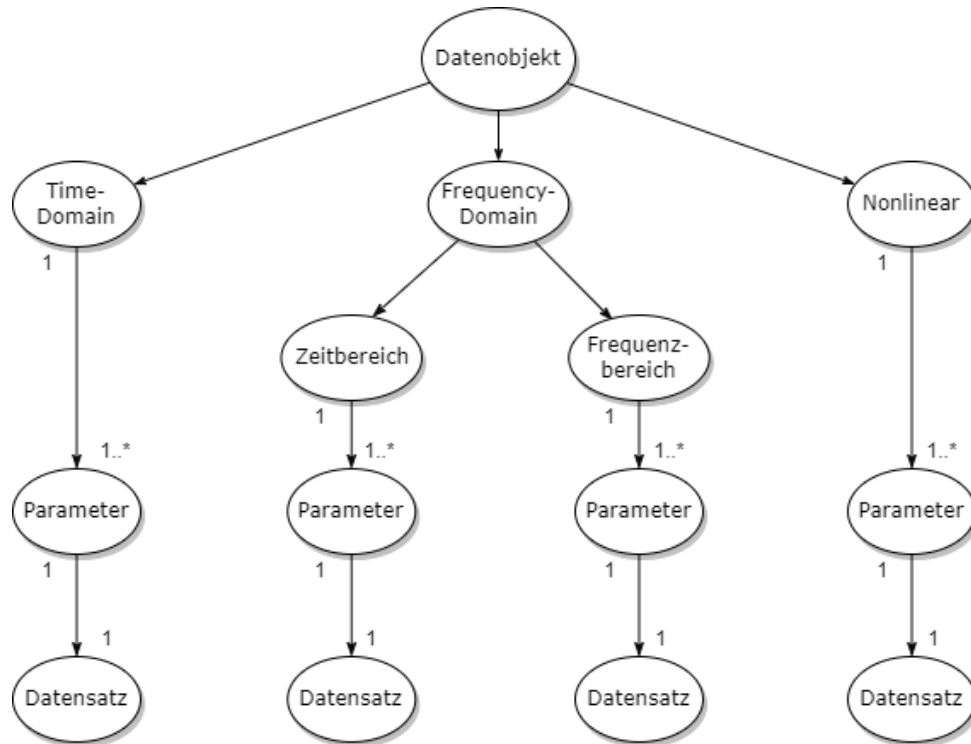 Datenobjekt
Time-
Domain
Frequency-
Domain
Nonlinear
1
1
Zeitbereich
Frequenz-
bereich
1
1
1..*
1..*
1..*
1..*
Parameter
Parameter
Parameter
Parameter
1
1
1
1
1
1
1
1
Datensatz
Datensatz
Datensatz
Datensatz